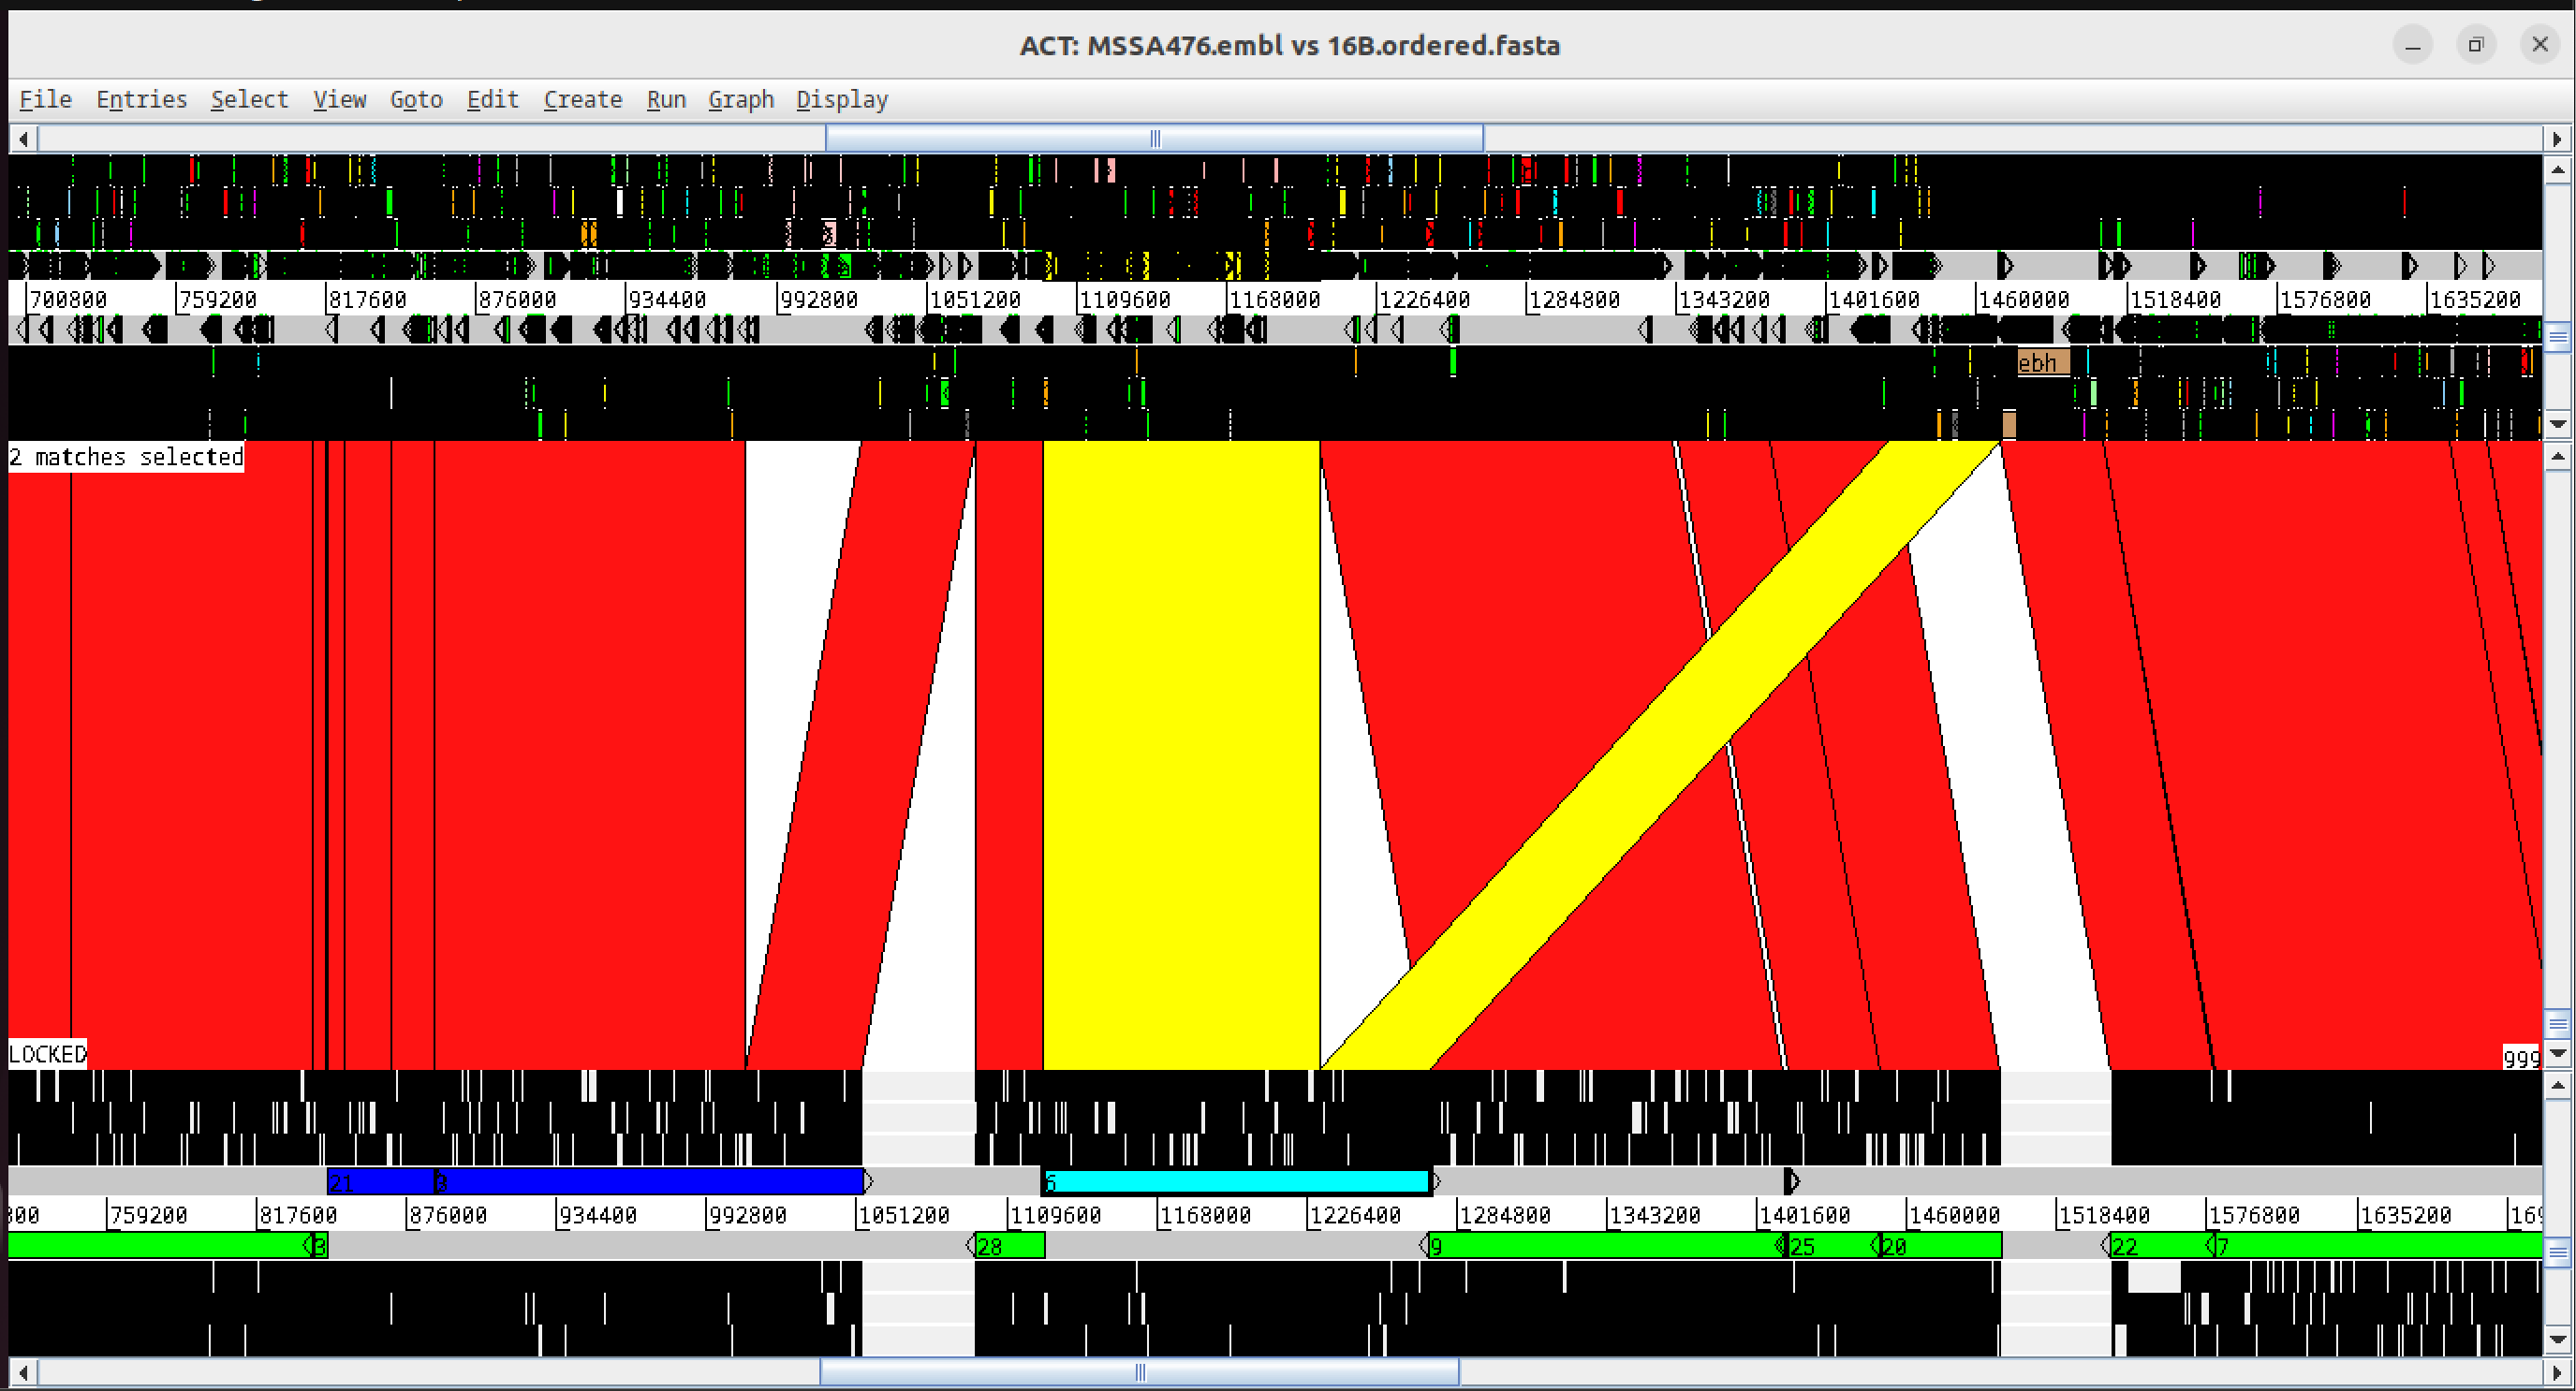 ACT: MSSA476.embl vs 16B.ordered.fasta
File Entries Select View Goto Edit Create Run Graph Display
700800 759200 817600 876000 934400 992800 1051200 1109600 1168000 1226400 1284800 1343200 1401600 1460000 1518400 1576800 1635200
ebh
2 matches selected
LOCKED
999
21 3 6
800 759200 817600 876000 934400 992800 1051200 1109600 1168000 1226400 1284800 1343200 1401600 1460000 1518400 1576800 1635200 169
3 28 9 25 20 22 7